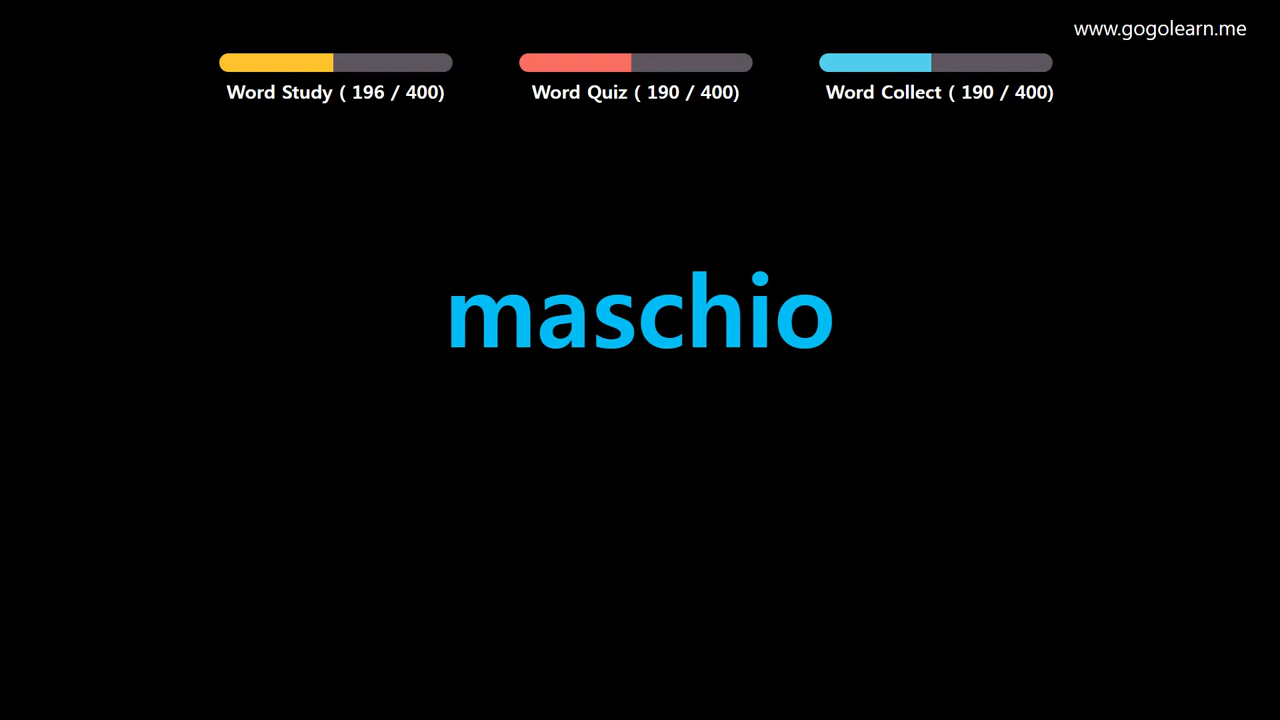 www.gogolearn.me
Word Study ( 196 / 400)
Word Quiz ( 190 / 400)
Word Collect ( 190 / 400)
maschio